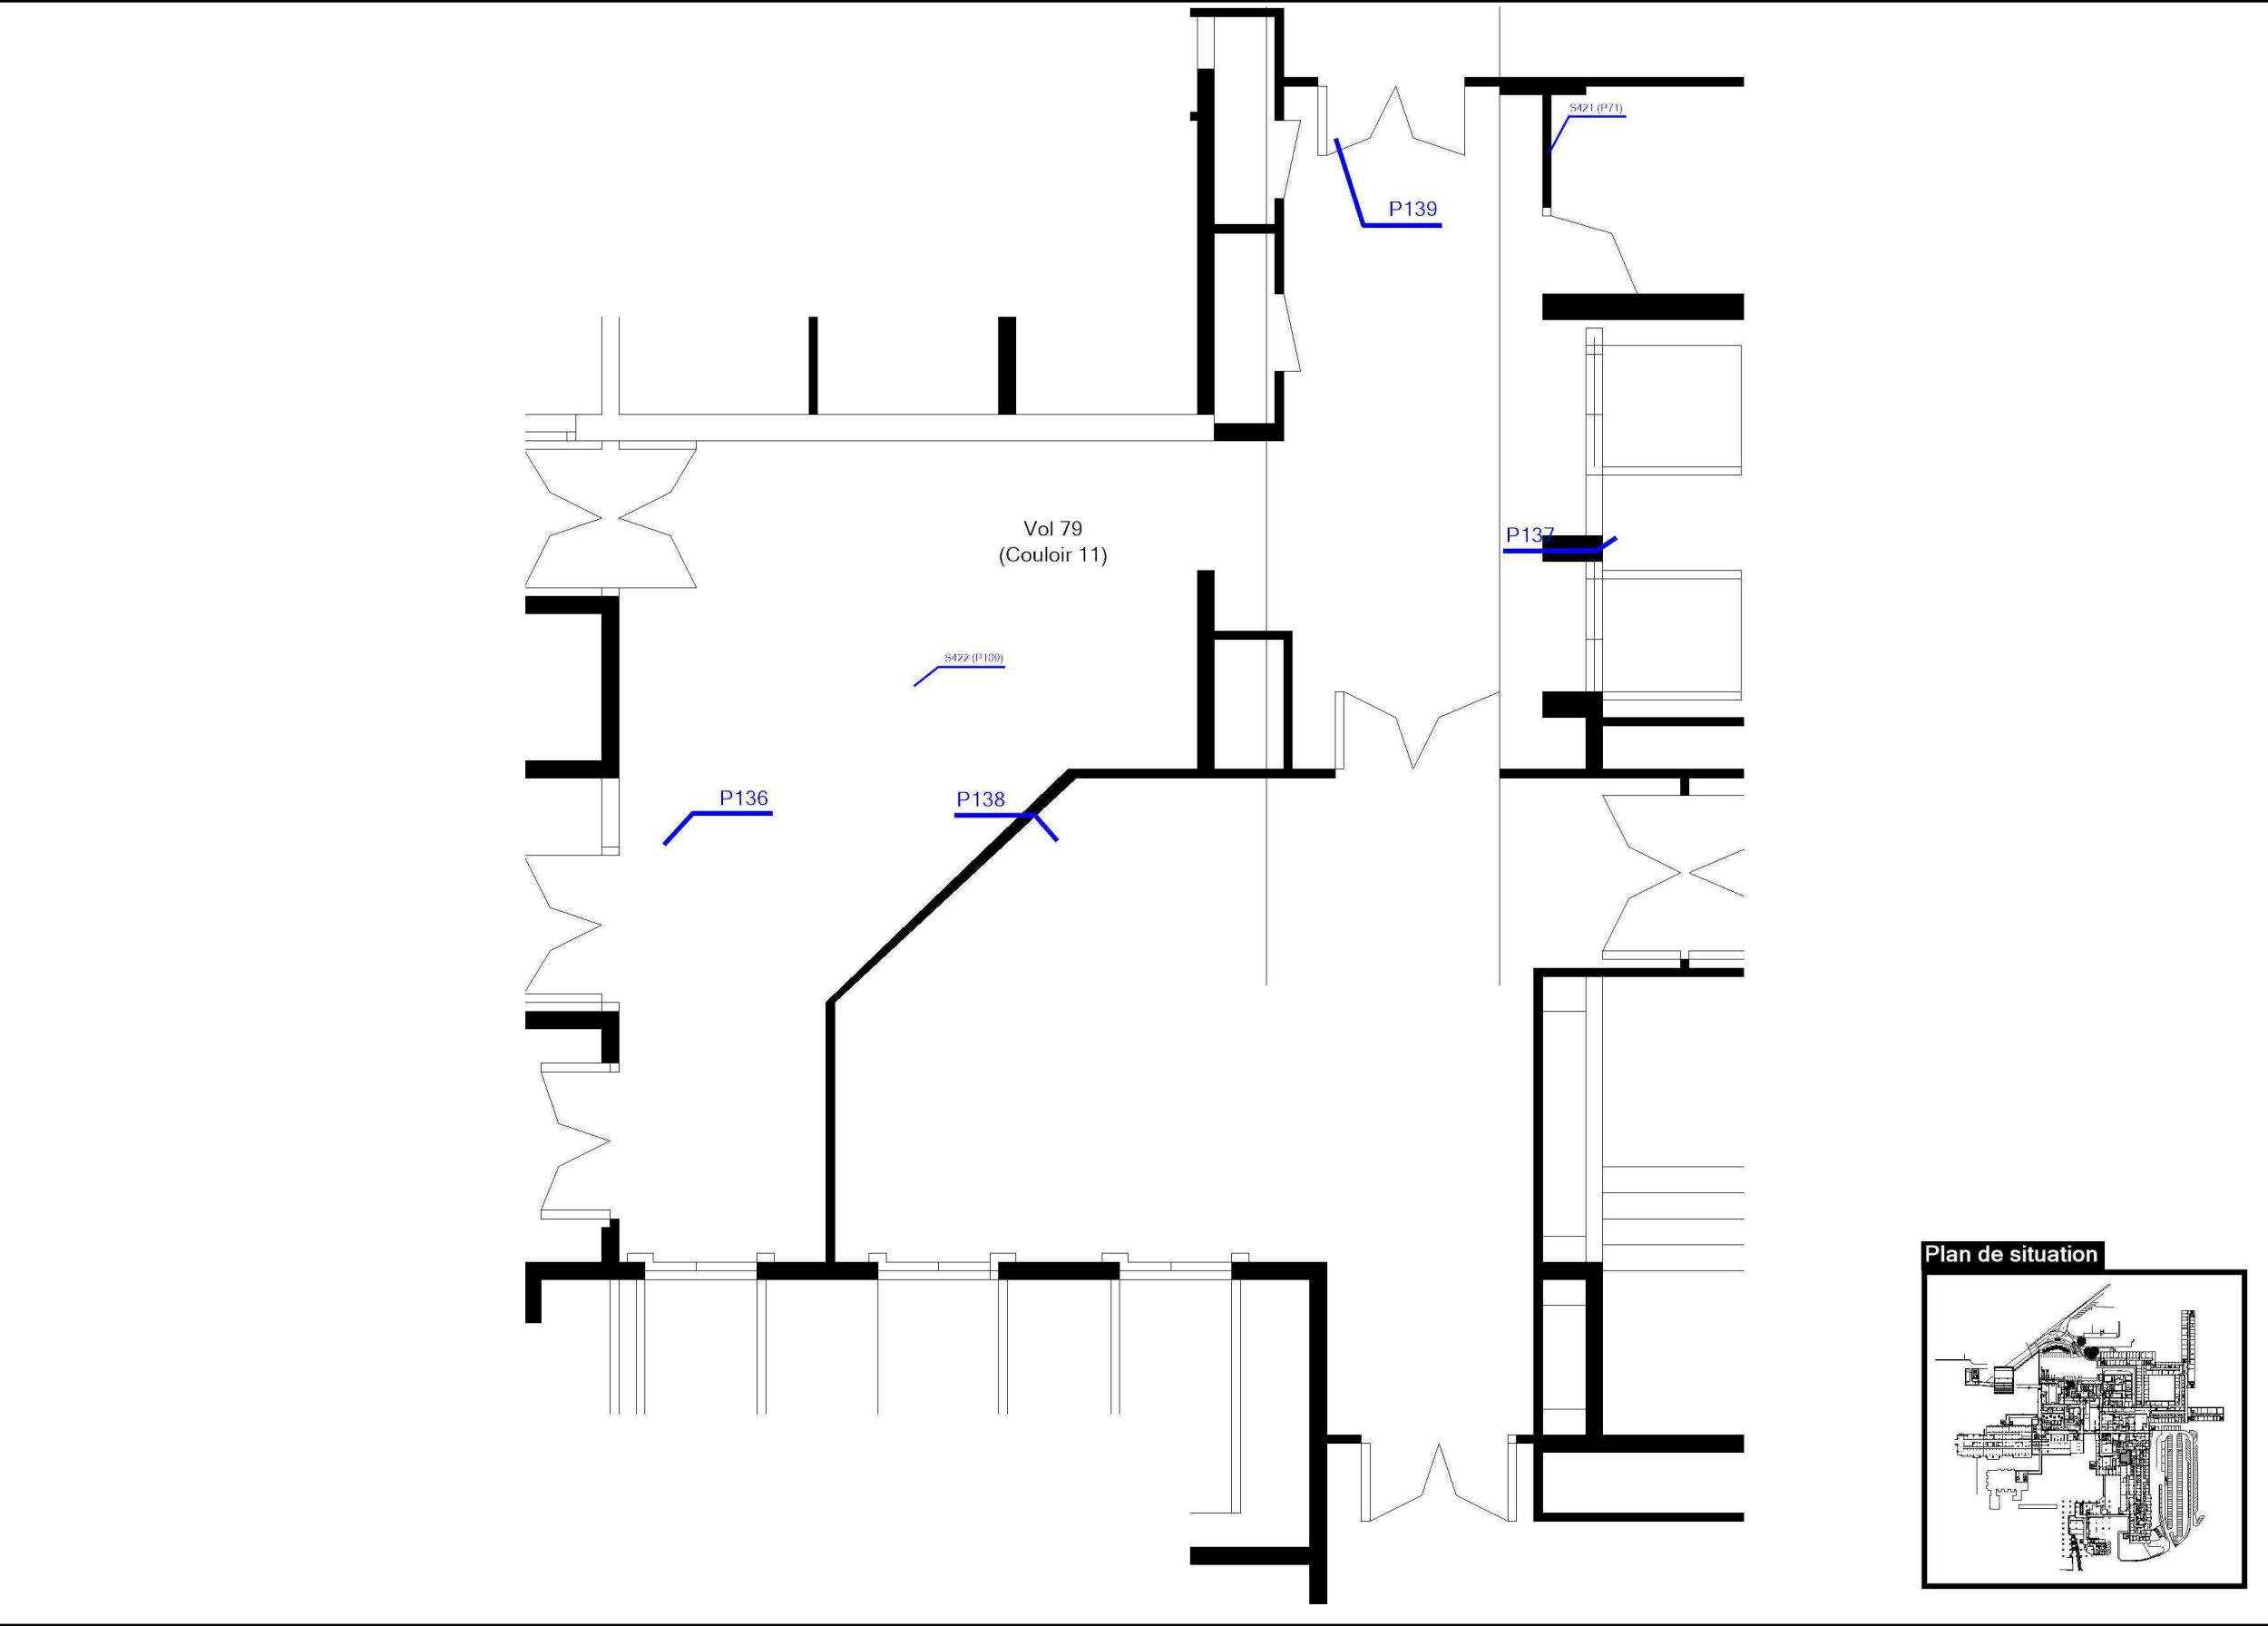 S421 (P71)
P139
Vol 79
(Couloir 11)
P137
S422 (P109)
P136
P138
Plan de situation